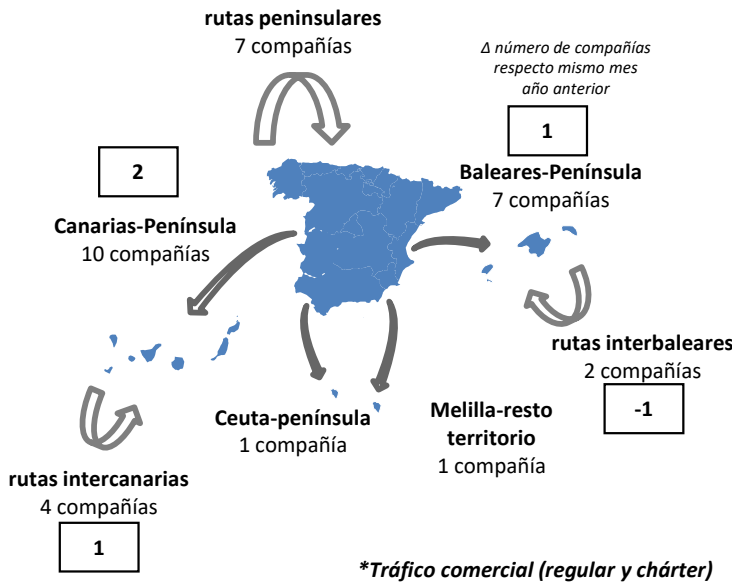 rutas peninsulares
7 compañías
Δ número de compañías
respecto mismo mes
año anterior
1
Baleares-Península
7 compañías
2
Canarias-Península
10 compañías
rutas interbaleares
2 compañías
-1
Ceuta-península
1 compañía
Melilla-resto
territorio
1 compañía
rutas intercanarias
4 compañías
1
*Tráfico comercial (regular y chárter)